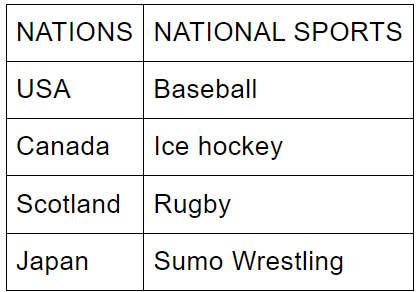 NATIONS NATIONAL SPORTS
USA Baseball
Canada Ice hockey
Scotland Rugby
Japan Sumo Wrestling